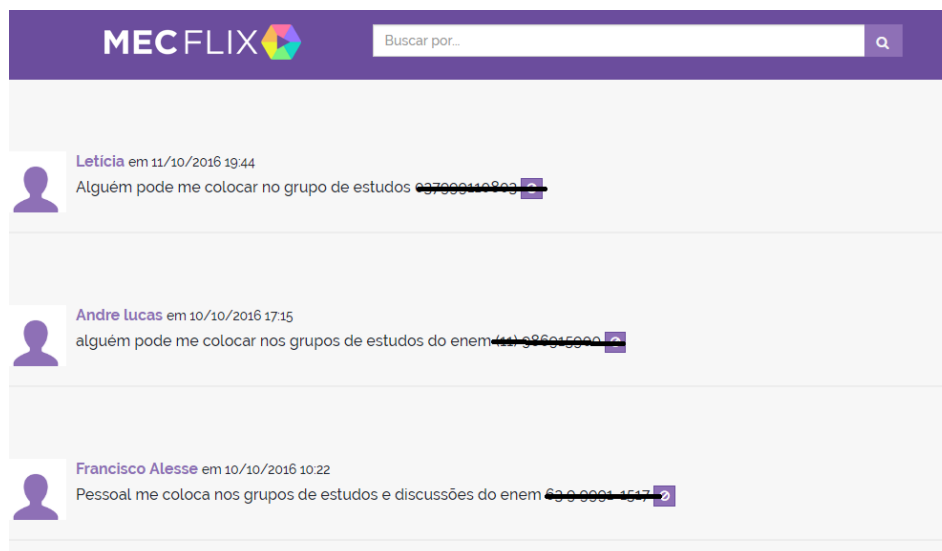 MECFLIX
Buscar por...
Letícia em 11/10/2016 19:44
Alguém pode me colocar no grupo de estudos
Andre lucas em 10/10/2016 17:15
alguém pode me colocar nos grupos de estudos do enem
Francisco Alesse em 10/10/2016 10:22
Pessoal me coloca nos grupos de estudos e discussões do enem